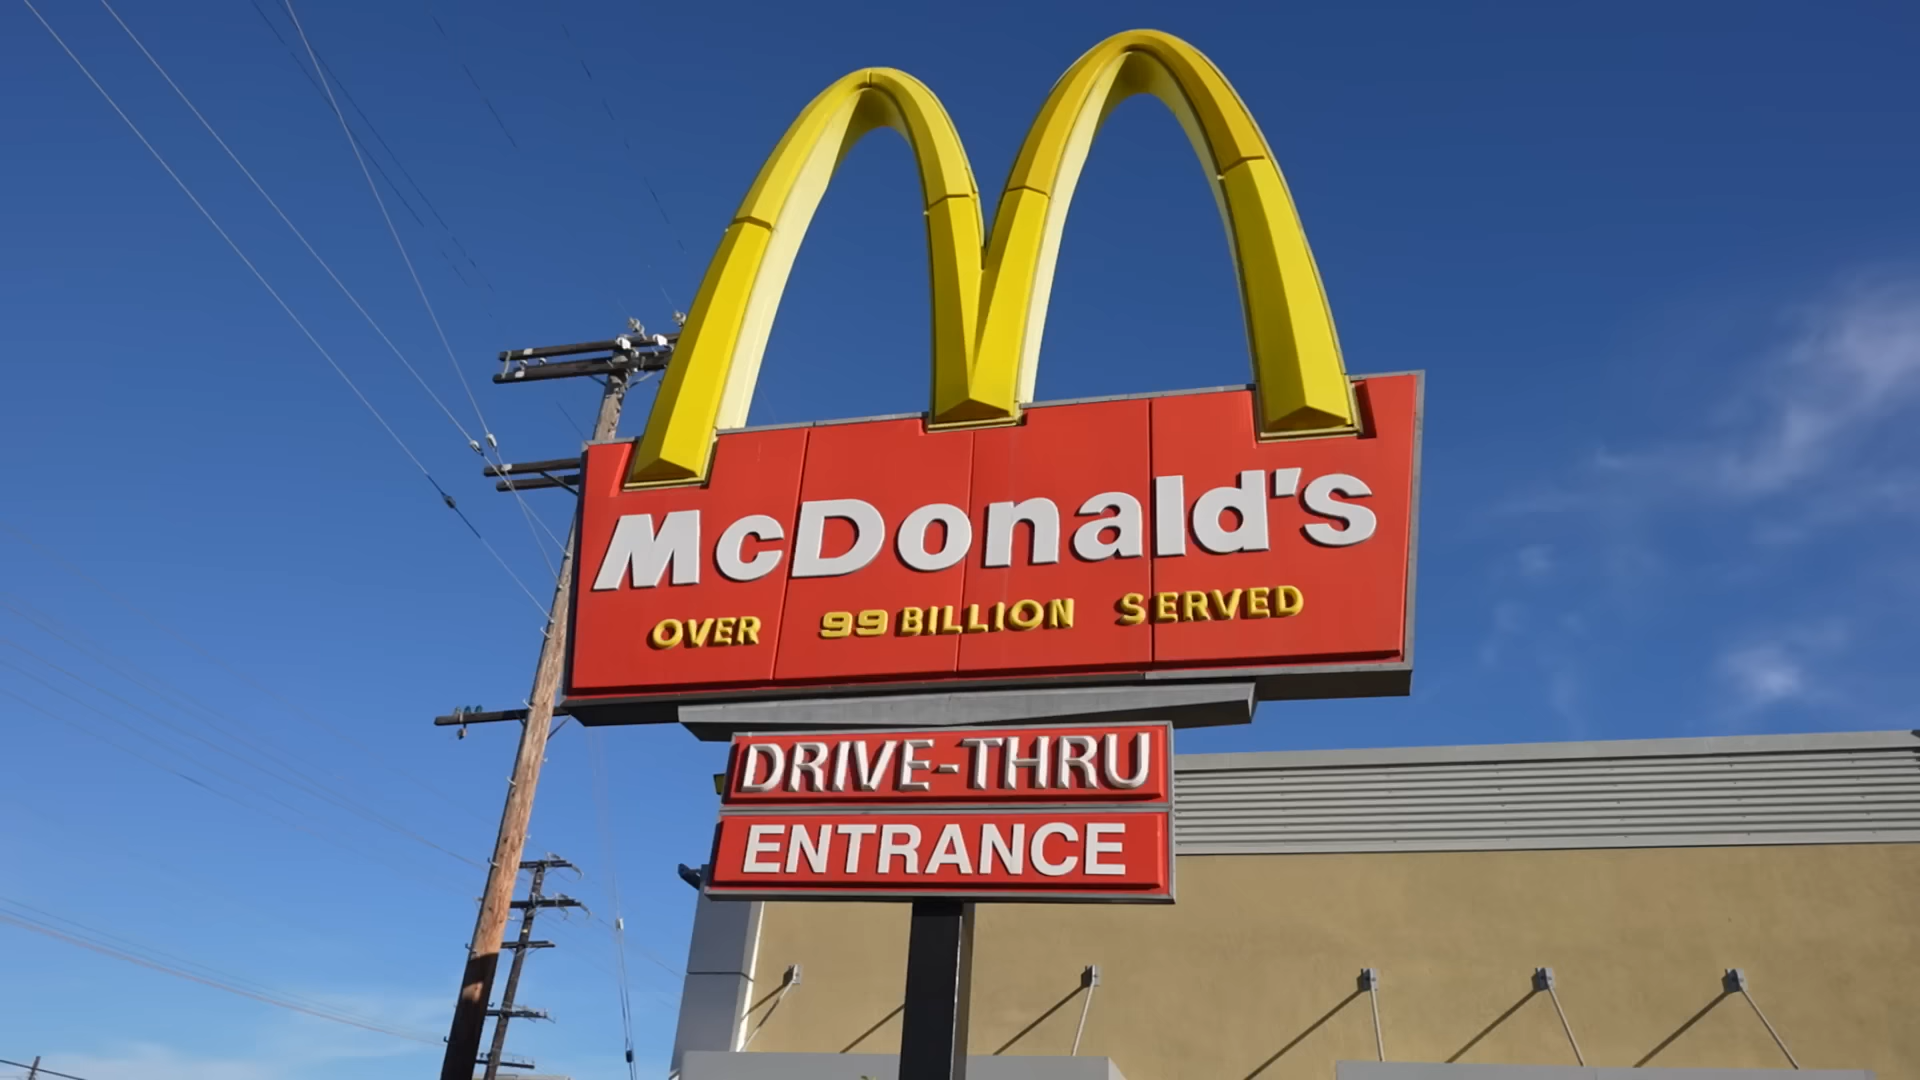 McDonald's
OVER 99 BILLION SERVED
DRIVE-THRU
ENTRANCE